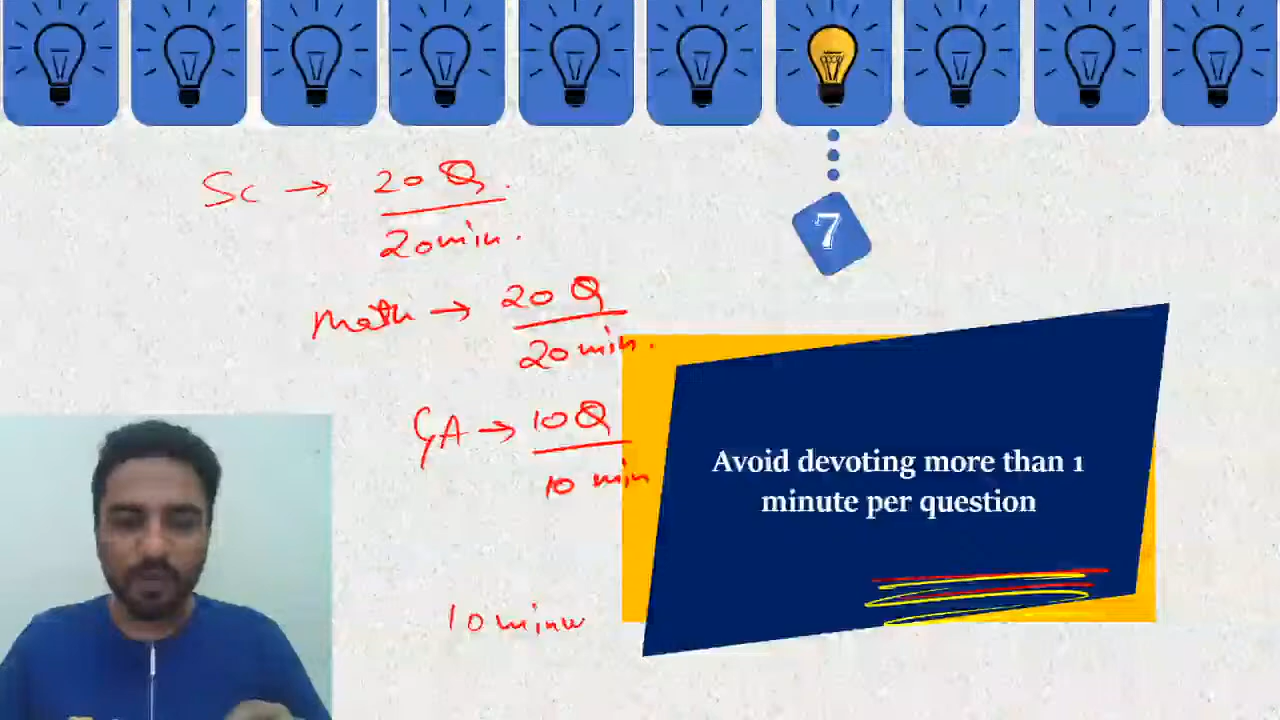 Sc → 20 Q.
20 min.
Math → 20 Q
20 min.
GA → 10 Q
10 min
10 minu
7
Avoid devoting more than 1
minute per question